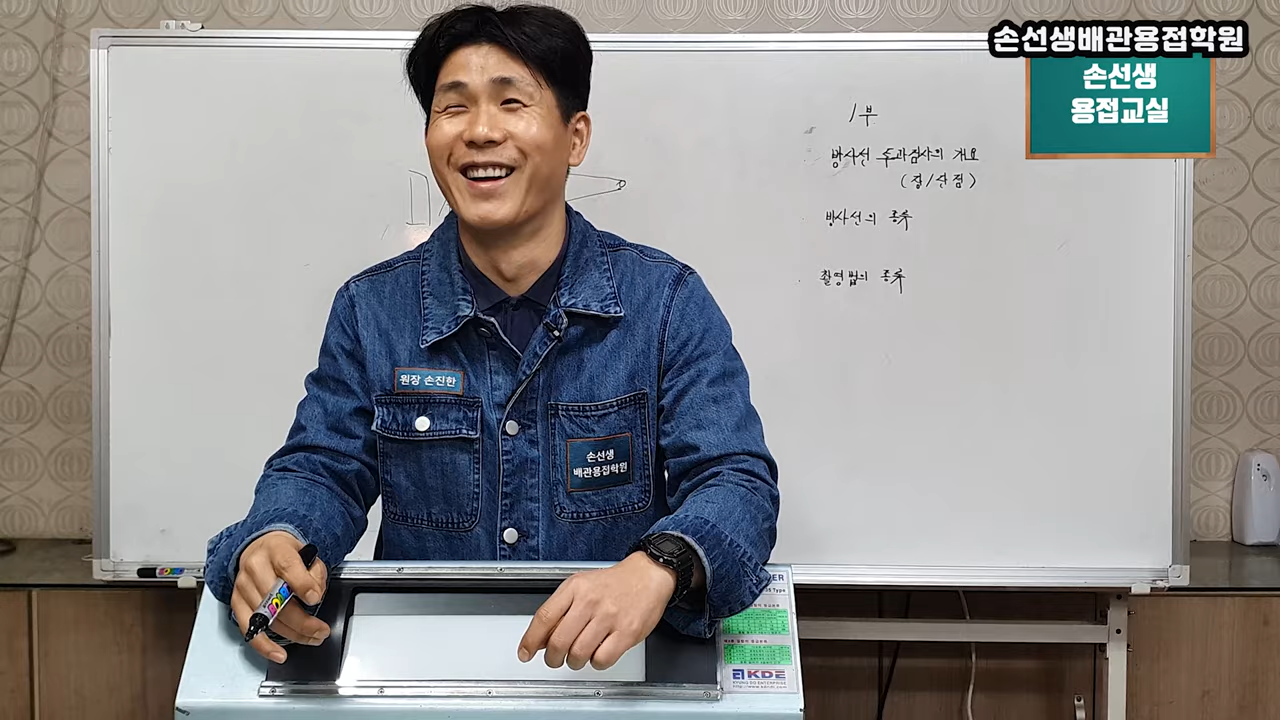 손선생배관용접학원
손선생
용접교실
1부
방사선 투과검사의 개요
(장/단점)
방사선의 종류
촬영법의 종류
원장 손진한
손선생
배관용접학원
KDE
KYUNG DO ENTERPRISE